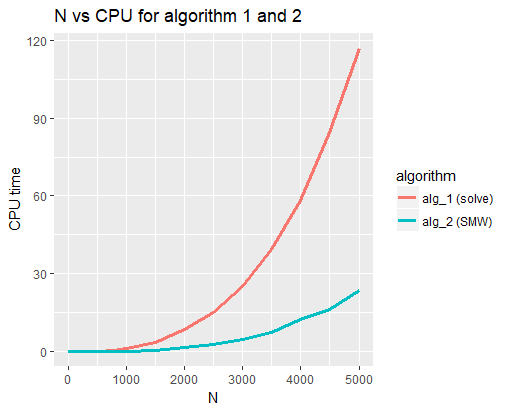 N vs CPU for algorithm 1 and 2
120
90
60
30
0
CPU time
0 1000 2000 3000 4000 5000
N
algorithm
alg_1 (solve)
alg_2 (SMW)